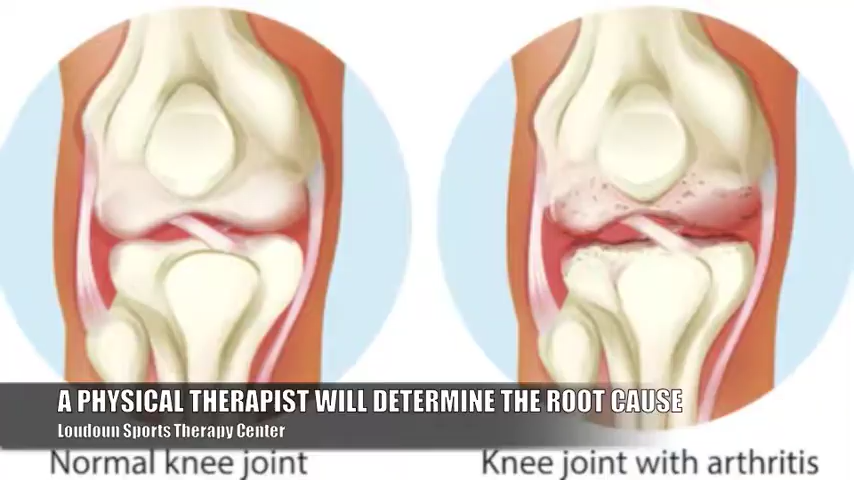 A PHYSICAL THERAPIST WILL DETERMINE THE ROOT CAUSE
Loudoun Sports Therapy Center
Normal knee joint
Knee joint with arthritis